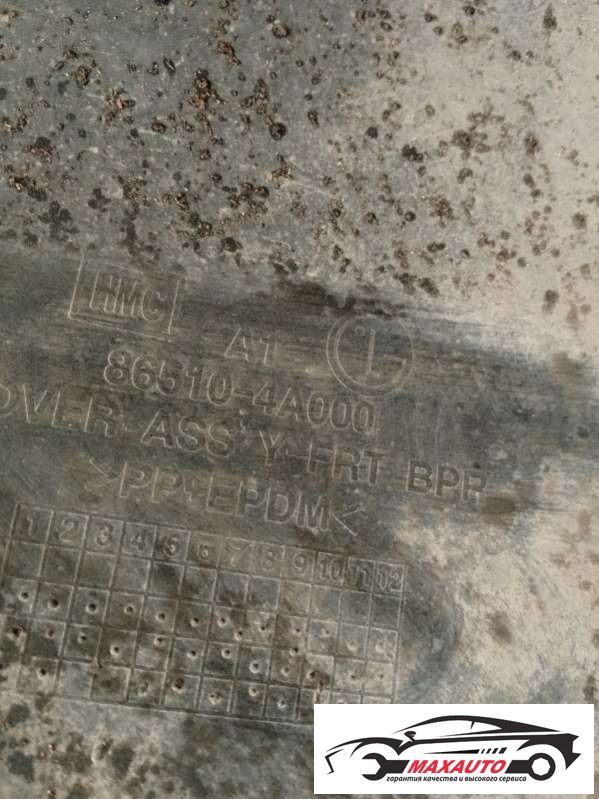 HMC
A1
86510-4A000
OVER ASS'Y-FRT BPR
>PP+EPDM<
1 2 3 4 5 6 7 8 9 10 11 12
MAXAUTO
гарантия качества и высокого сервиса